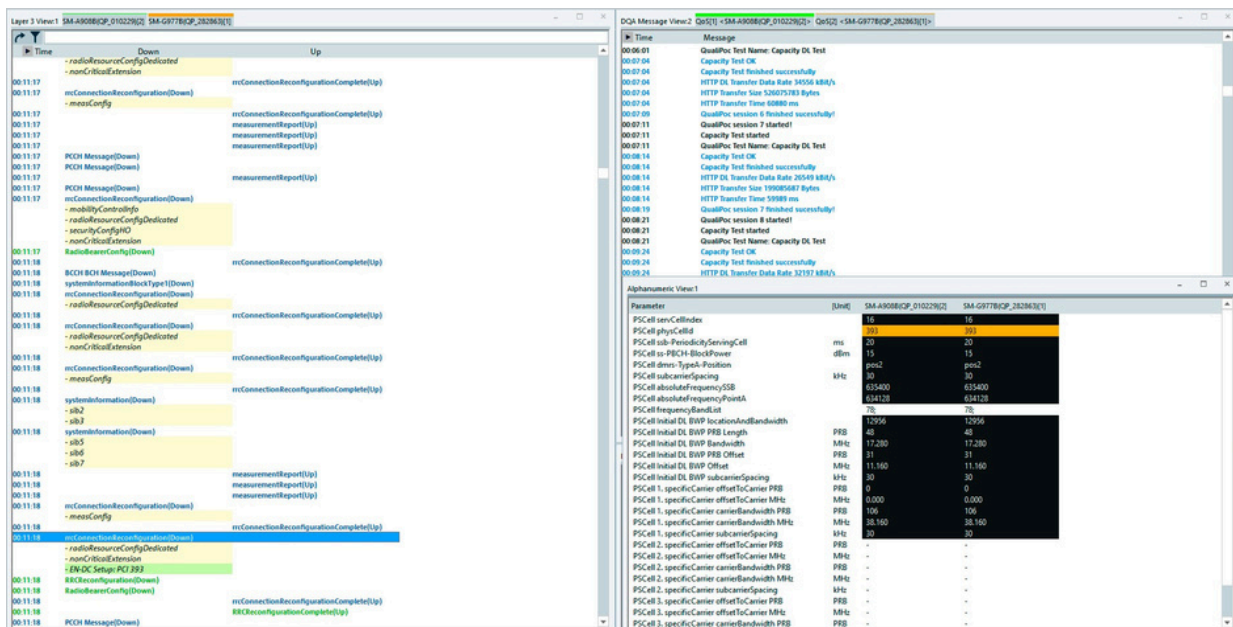 Layer 3 View:1 SM-A908B(QP_010229)[2] SM-G977B(QP_282863)[1]
Time Down Up
- radioResourceConfigDedicated
- nonCriticalExtension
00:11:17 rrcConnectionReconfigurationComplete(Up)
00:11:17 rrcConnectionReconfiguration(Down)
- measConfig
00:11:17 rrcConnectionReconfigurationComplete(Up)
00:11:17 measurementReport(Up)
00:11:17 measurementReport(Up)
00:11:17 measurementReport(Up)
00:11:17 PCCH Message(Down)
00:11:17 PCCH Message(Down)
00:11:17 measurementReport(Up)
00:11:17 PCCH Message(Down)
00:11:17 rrcConnectionReconfiguration(Down)
- mobilityControlInfo
- radioResourceConfigDedicated
- securityConfigHO
- nonCriticalExtension
00:11:17 RadioBearerConfig(Down)
00:11:18 rrcConnectionReconfigurationComplete(Up)
00:11:18 BCCH BCH Message(Down)
00:11:18 systemInformationBlockType1(Down)
00:11:18 rrcConnectionReconfiguration(Down)
- radioResourceConfigDedicated
00:11:18 rrcConnectionReconfigurationComplete(Up)
00:11:18 rrcConnectionReconfiguration(Down)
- radioResourceConfigDedicated
- nonCriticalExtension
00:11:18 rrcConnectionReconfigurationComplete(Up)
00:11:18 rrcConnectionReconfiguration(Down)
- measConfig
00:11:18 rrcConnectionReconfigurationComplete(Up)
00:11:18 systemInformation(Down)
- sib2
- sib3
00:11:18 systemInformation(Down)
- sib5
- sib6
- sib7
00:11:18 measurementReport(Up)
00:11:18 measurementReport(Up)
00:11:18 measurementReport(Up)
00:11:18 rrcConnectionReconfiguration(Down)
- measConfig
00:11:18 rrcConnectionReconfigurationComplete(Up)
00:11:18 rrcConnectionReconfiguration(Down)
- radioResourceConfigDedicated
- nonCriticalExtension
- EN-DC Setup: PCI 393
00:11:18 RRCReconfiguration(Down)
00:11:18 RadioBearerConfig(Down)
00:11:18 rrcConnectionReconfigurationComplete(Up)
00:11:18 RRCReconfigurationComplete(Up)
00:11:18 PCCH Message(Down)
DQA Message View:2 QoS[1] <SM-A908B(QP_010229)[2]> QoS[2] <SM-G977B(QP_282863)[1]>
Time Message
00:06:01 QualiPoc Test Name: Capacity DL Test
00:07:04 Capacity Test OK
00:07:04 Capacity Test finished successfully
00:07:04 HTTP DL Transfer Data Rate 34556 kBit/s
00:07:04 HTTP Transfer Size 526075783 Bytes
00:07:04 HTTP Transfer Time 60880 ms
00:07:09 QualiPoc session 6 finished sucessfully!
00:07:11 QualiPoc session 7 started!
00:07:11 Capacity Test started
00:07:11 QualiPoc Test Name: Capacity DL Test
00:08:14 Capacity Test OK
00:08:14 Capacity Test finished successfully
00:08:14 HTTP DL Transfer Data Rate 26549 kBit/s
00:08:14 HTTP Transfer Size 199085687 Bytes
00:08:14 HTTP Transfer Time 59989 ms
00:08:19 QualiPoc session 7 finished sucessfully!
00:08:21 QualiPoc session 8 started!
00:08:21 Capacity Test started
00:08:21 QualiPoc Test Name: Capacity DL Test
00:09:24 Capacity Test OK
00:09:24 Capacity Test finished successfully
00:09:24 HTTP DL Transfer Data Rate 32197 kBit/s
Alphanumeric View:1
Parameter [Unit] SM-A908B(QP_010229)[2] SM-G977B(QP_282863)[1]
PSCell servCellIndex 16 16
PSCell physCellId 393 393
PSCell ssb-PeriodicityServingCell ms 20 20
PSCell ss-PBCH-BlockPower dBm 15 15
PSCell dmrs-TypeA-Position pos2 pos2
PSCell subcarrierSpacing kHz 30 30
PSCell absoluteFrequencySSB 635400 635400
PSCell absoluteFrequencyPointA 634128 634128
PSCell frequencyBandList 78; 78;
PSCell Initial DL BWP locationAndBandwidth 12956 12956
PSCell Initial DL BWP PRB Length PRB 48 48
PSCell Initial DL BWP Bandwidth MHz 17.280 17.280
PSCell Initial DL BWP PRB Offset PRB 31 31
PSCell Initial DL BWP Offset MHz 11.160 11.160
PSCell Initial DL BWP subcarrierSpacing kHz 30 30
PSCell 1. specificCarrier offsetToCarrier PRB PRB 0 0
PSCell 1. specificCarrier offsetToCarrier MHz MHz 0.000 0.000
PSCell 1. specificCarrier carrierBandwidth PRB PRB 106 106
PSCell 1. specificCarrier carrierBandwidth MHz MHz 38.160 38.160
PSCell 1. specificCarrier subcarrierSpacing kHz 30 30
PSCell 2. specificCarrier offsetToCarrier PRB PRB - -
PSCell 2. specificCarrier offsetToCarrier MHz MHz - -
PSCell 2. specificCarrier carrierBandwidth PRB PRB - -
PSCell 2. specificCarrier carrierBandwidth MHz MHz - -
PSCell 2. specificCarrier subcarrierSpacing kHz - -
PSCell 3. specificCarrier offsetToCarrier PRB PRB - -
PSCell 3. specificCarrier offsetToCarrier MHz MHz - -
PSCell 3. specificCarrier carrierBandwidth PRB PRB - -